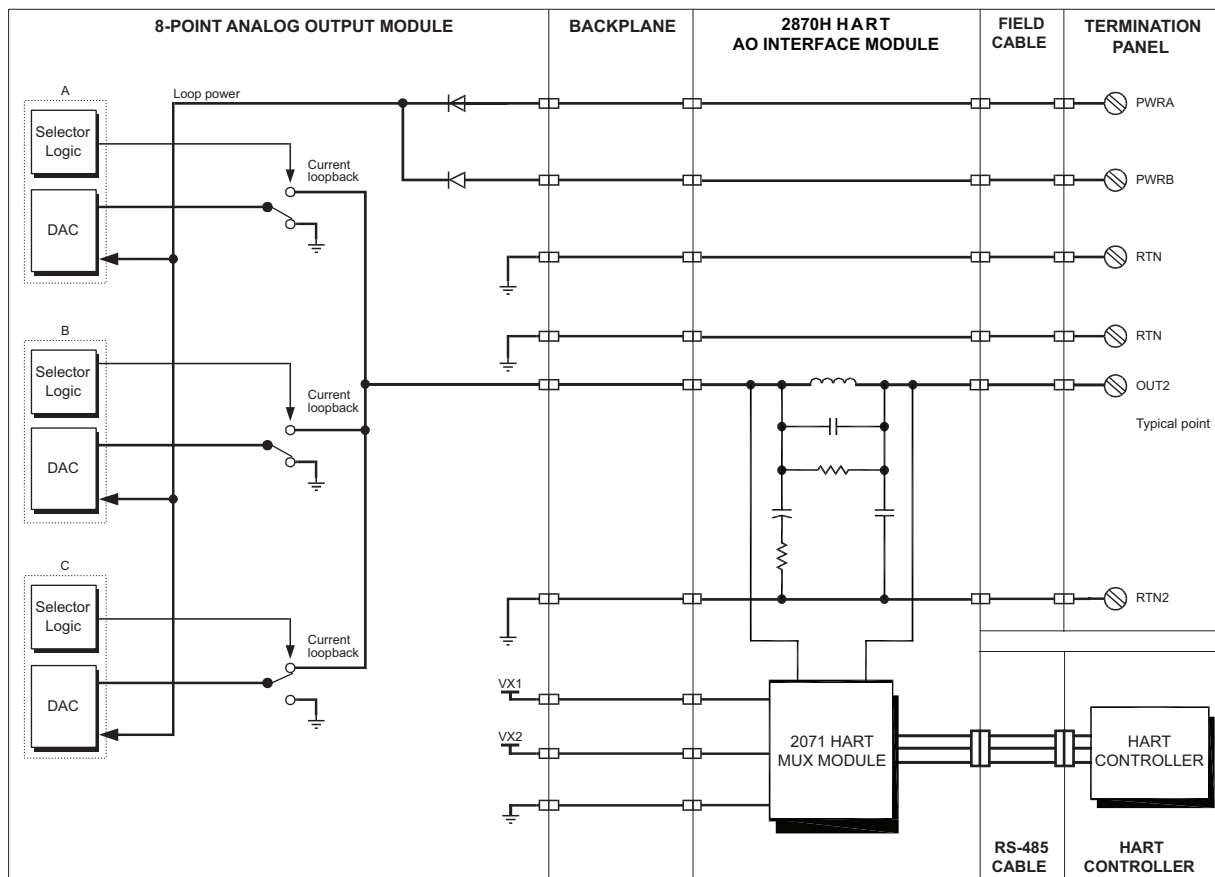 8-POINT ANALOG OUTPUT MODULE
BACKPLANE
2870H HART
AO INTERFACE MODULE
FIELD
CABLE
TERMINATION
PANEL
A
Loop power
Selector
Logic
Current
loopback
DAC
PWRA
PWRB
RTN
B
Selector
Logic
Current
loopback
DAC
RTN
OUT2
Typical point
C
Selector
Logic
Current
loopback
DAC
RTN2
VX1
VX2
2071 HART
MUX MODULE
HART
CONTROLLER
RS-485
CABLE
HART
CONTROLLER